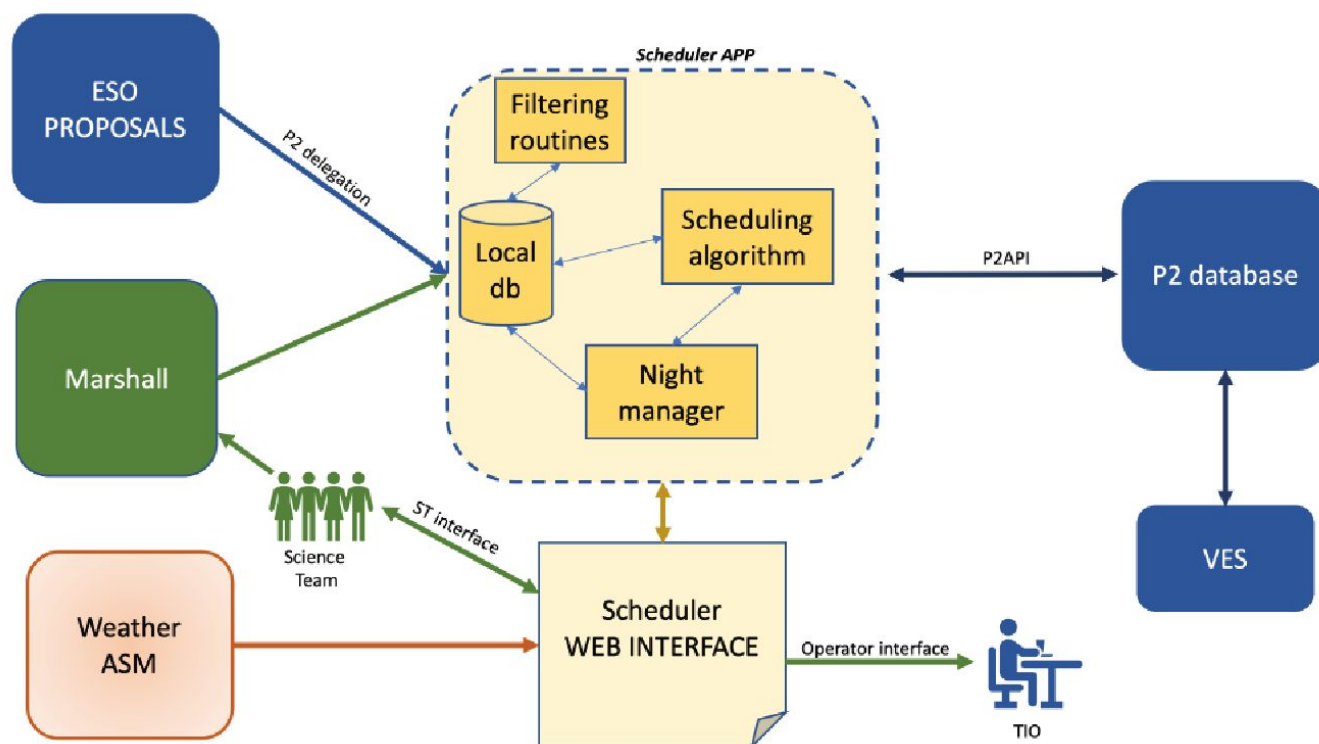 Scheduler APP
ESO
PROPOSALS
P2 delegation
Filtering
routines
Local
db
Scheduling
algorithm
Night
manager
P2API
P2 database
Marshall
Science
Team
ST interface
VES
Weather
ASM
Scheduler
WEB INTERFACE
Operator interface
TIO